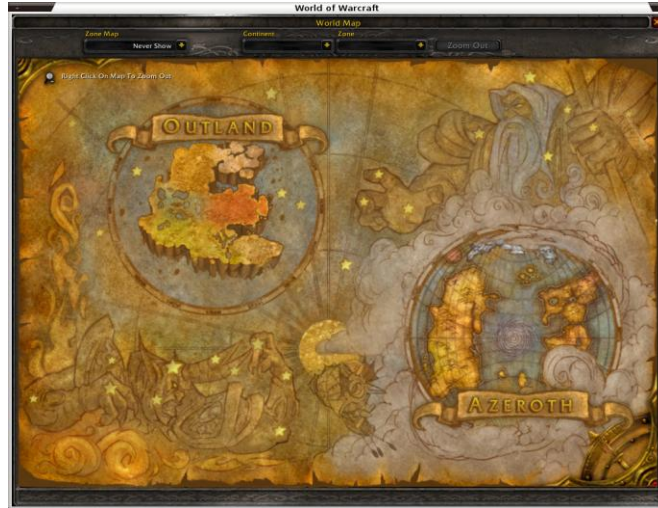 World of Warcraft
World Map
Zone Map
Continent
Zone
Never Show
Zoom Out
Right Click On Map To Zoom Out
OUTLAND
AZEROTH